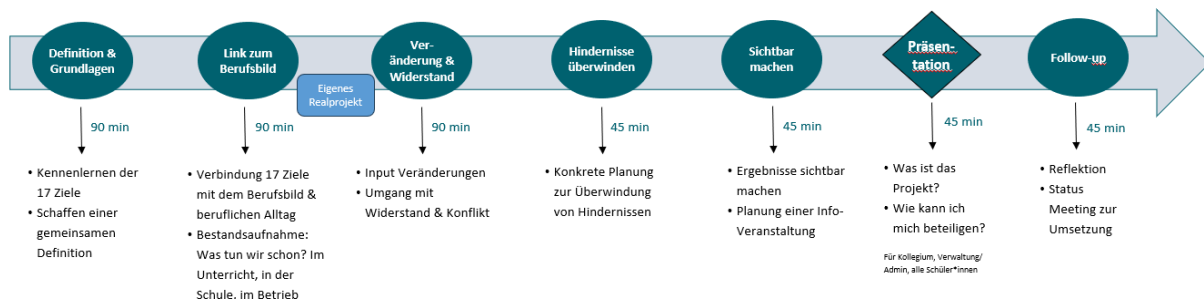 Definition &
Grundlagen
Link zum
Berufsbild
Eigenes
Realprojekt
Ver-
änderung &
Widerstand
Hindernisse
überwinden
Sichtbar
machen
Präsen-
tation
Follow-up
90 min
90 min
90 min
45 min
45 min
45 min
45 min
• Kennenlernen der
17 Ziele
• Schaffen einer
gemeinsamen
Definition
• Verbindung 17 Ziele
mit dem Berufsbild &
beruflichen Alltag
• Bestandsaufnahme:
Was tun wir schon? Im
Unterricht, in der
Schule, im Betrieb
• Input Veränderungen
• Umgang mit
Widerstand & Konflikt
• Konkrete Planung
zur Überwindung
von Hindernissen
• Ergebnisse sichtbar
machen
• Planung einer Info-
Veranstaltung
• Was ist das
Projekt?
• Wie kann ich
mich beteiligen?
Für Kollegium, Verwaltung/
Admin, alle Schüler*innen
• Reflektion
• Status
Meeting zur
Umsetzung